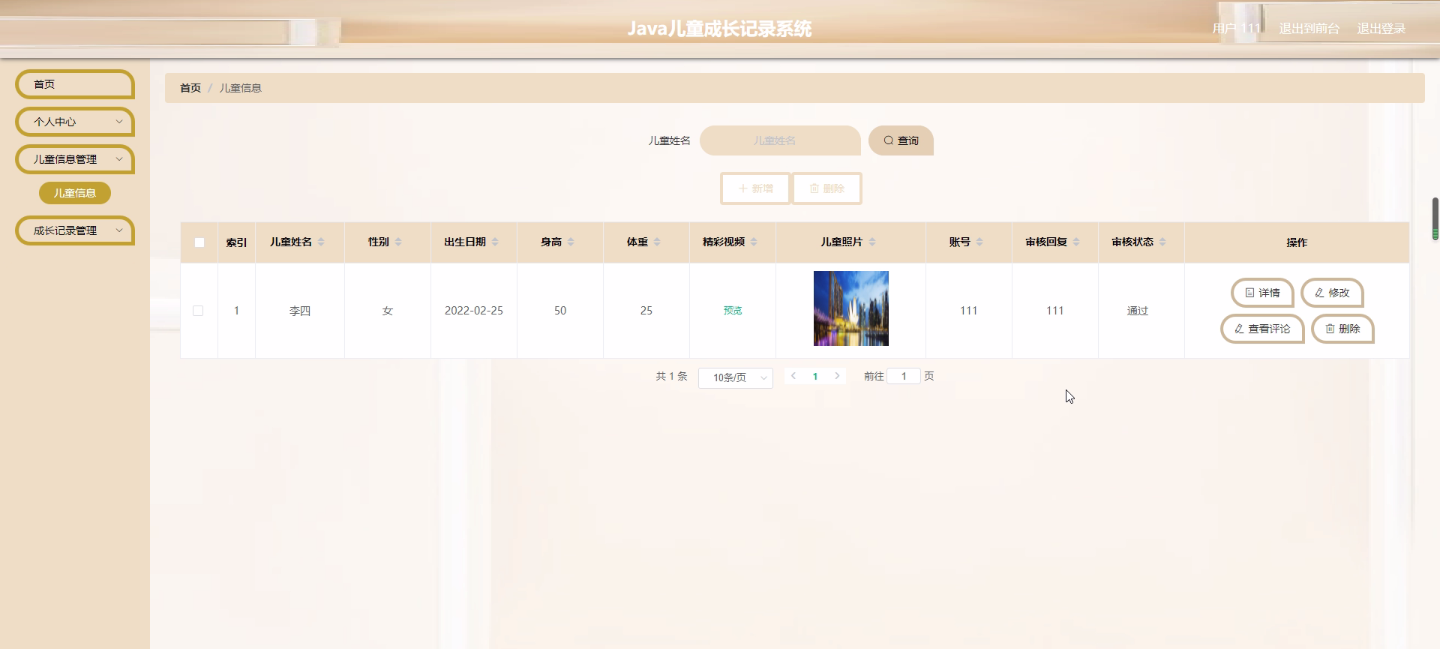 Java儿童成长记录系统
用户 111 退出到前台 退出登录
首页
个人中心
儿童信息管理
儿童信息
成长记录管理
首页 / 儿童信息
儿童姓名 儿童姓名 查询
新增 删除
索引 儿童姓名 性别 出生日期 身高 体重 精彩视频 儿童照片 账号 审核回复 审核状态 操作
1 李四 女 2022-02-25 50 25 预览 111 111 通过
详情 修改
查看评论 删除
共 1 条 10条/页 1 前往 1 页